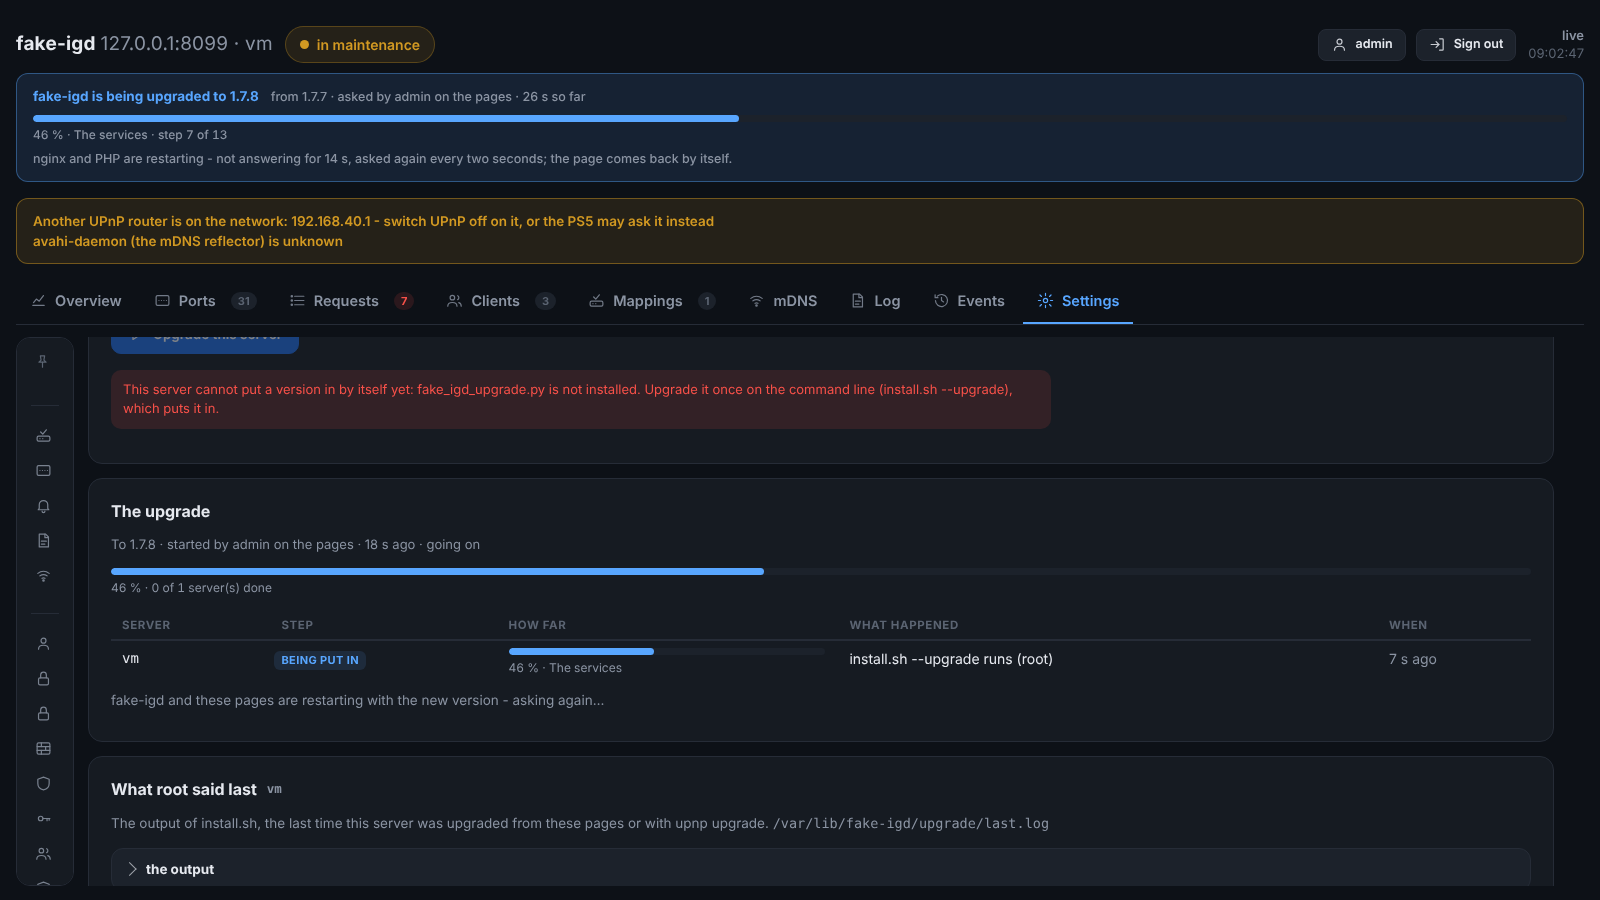 fake-igd 127.0.0.1:8099 · vm
in maintenance
admin
Sign out
live
09:02:47
fake-igd is being upgraded to 1.7.8 from 1.7.7 · asked by admin on the pages · 26 s so far
46 % · The services · step 7 of 13
nginx and PHP are restarting - not answering for 14 s, asked again every two seconds; the page comes back by itself.
Another UPnP router is on the network: 192.168.40.1 - switch UPnP off on it, or the PS5 may ask it instead
avahi-daemon (the mDNS reflector) is unknown
Overview
Ports 31
Requests 7
Clients 3
Mappings 1
mDNS
Log
Events
Settings
Upgrade this server
This server cannot put a version in by itself yet: fake_igd_upgrade.py is not installed. Upgrade it once on the command line (install.sh --upgrade),
which puts it in.
The upgrade
To 1.7.8 · started by admin on the pages · 18 s ago · going on
46 % · 0 of 1 server(s) done
SERVER STEP HOW FAR WHAT HAPPENED WHEN
vm BEING PUT IN 46 % · The services install.sh --upgrade runs (root) 7 s ago
fake-igd and these pages are restarting with the new version - asking again...
What root said last vm
The output of install.sh, the last time this server was upgraded from these pages or with upnp upgrade. /var/lib/fake-igd/upgrade/last.log
the output